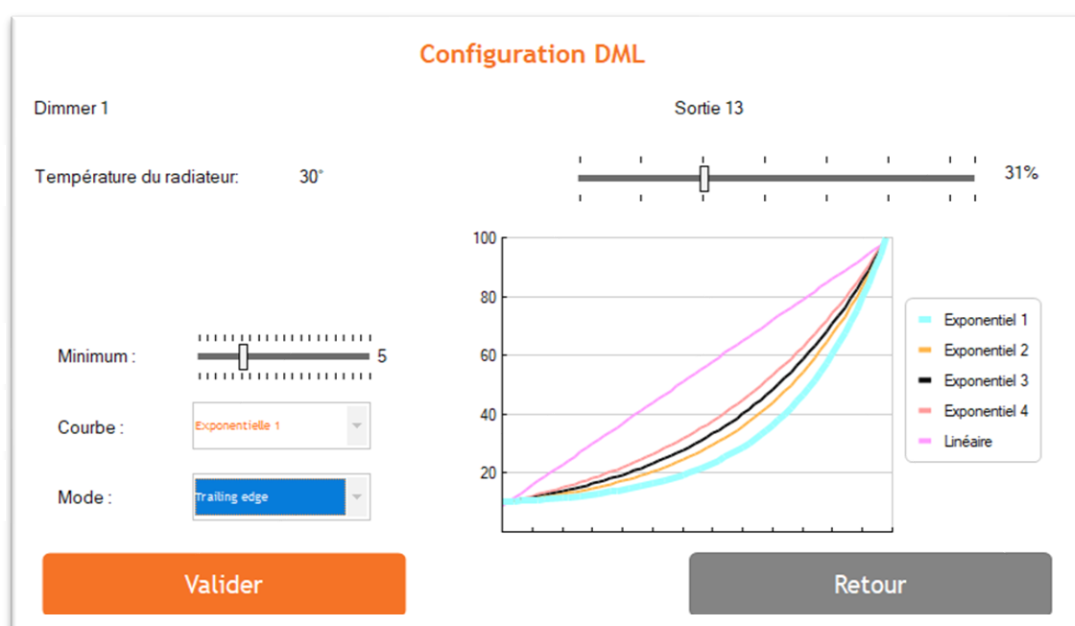 Configuration DML
Dimmer 1
Sortie 13
Température du radiateur: 30°
31%
Minimum : 5
Courbe : Exponentielle 1
Mode : Trailing edge
100
80
60
40
20
Exponentiel 1
Exponentiel 2
Exponentiel 3
Exponentiel 4
Linéaire
Valider
Retour